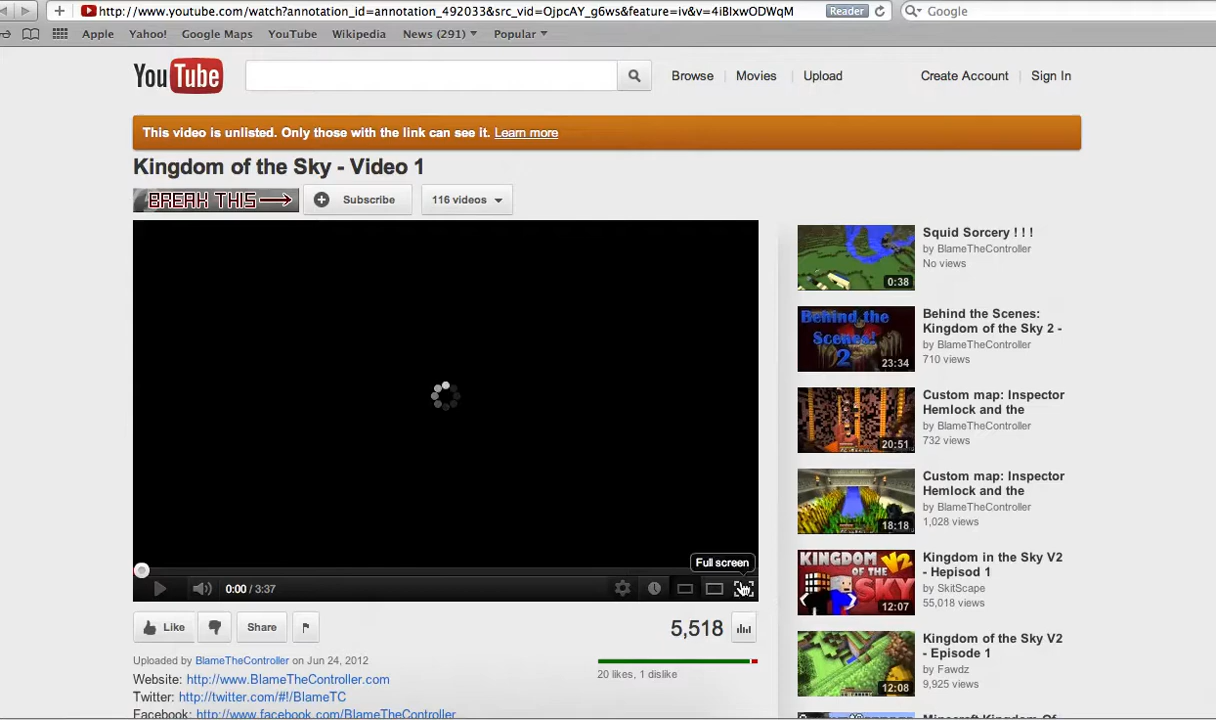 http://www.youtube.com/watch?annotation_id=annotation_492033&src_vid=OjpcAY_g6ws&feature=iv&v=4iBIxwODWqM
Reader
Google
Apple
Yahoo!
Google Maps
YouTube
Wikipedia
News (291)
Popular
YouTube
Browse
Movies
Upload
Create Account
Sign In
This video is unlisted. Only those with the link can see it. Learn more
Kingdom of the Sky - Video 1
BREAK THIS
Subscribe
116 videos
Full screen
0:00 / 3:37
Like
Share
5,518
Uploaded by BlameTheController on Jun 24, 2012
20 likes, 1 dislike
Website: http://www.BlameTheController.com
Twitter: http://twitter.com/#!/BlameTC
Facebook: http://www.facebook.com/BlameTheController
Squid Sorcery ! ! !
by BlameTheController
No views
0:38
Behind the Scenes: Kingdom of the Sky 2 -
by BlameTheController
710 views
Behind the Scenes! 2
23:34
Custom map: Inspector Hemlock and the
by BlameTheController
732 views
20:51
Custom map: Inspector Hemlock and the
by BlameTheController
1,028 views
18:18
Kingdom in the Sky V2 - Hepisod 1
by SkitScape
55,018 views
KINGDOM OF THE SKY V2
12:07
Kingdom of the Sky V2 - Episode 1
by Fawdz
9,925 views
12:08
Minecraft Kingdom Of